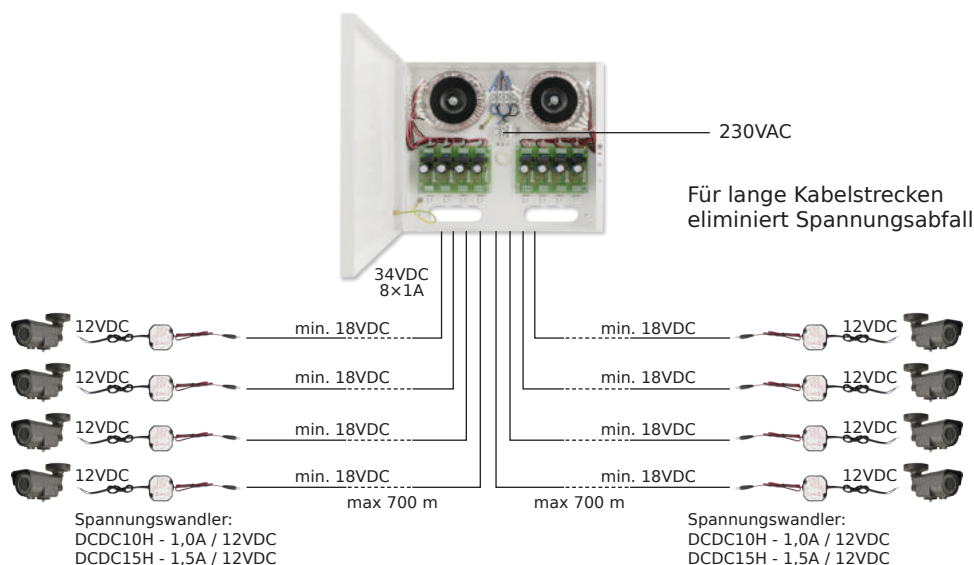 230VAC
Für lange Kabelstrecken
eliminiert Spannungsabfall
34VDC
8×1A
12VDC
min. 18VDC
min. 18VDC
12VDC
12VDC
min. 18VDC
min. 18VDC
12VDC
12VDC
min. 18VDC
min. 18VDC
12VDC
12VDC
min. 18VDC
min. 18VDC
12VDC
max 700 m
max 700 m
Spannungswandler:
DCDC10H - 1,0A / 12VDC
DCDC15H - 1,5A / 12VDC
Spannungswandler:
DCDC10H - 1,0A / 12VDC
DCDC15H - 1,5A / 12VDC